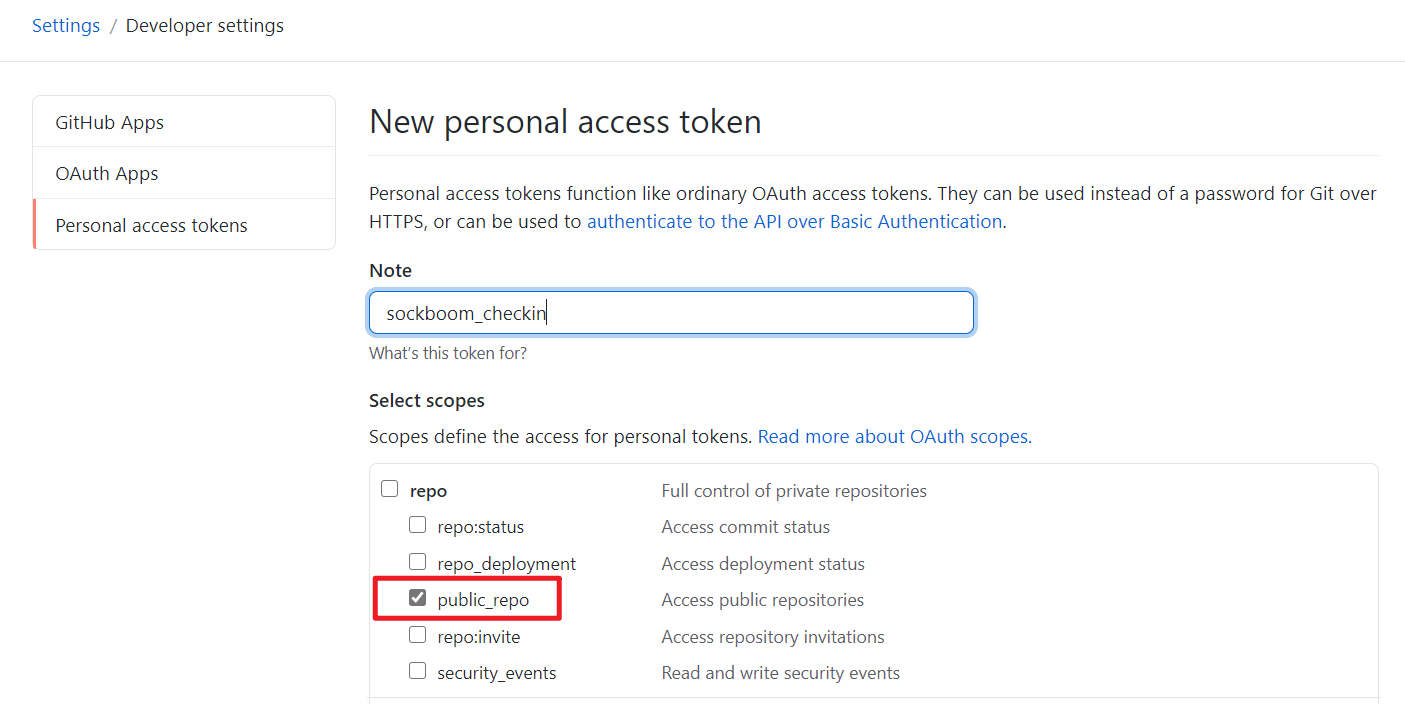 Settings / Developer settings
GitHub Apps
OAuth Apps
Personal access tokens
New personal access token
Personal access tokens function like ordinary OAuth access tokens. They can be used instead of a password for Git over
HTTPS, or can be used to authenticate to the API over Basic Authentication.
Note
sockboom_checkin
What's this token for?
Select scopes
Scopes define the access for personal tokens. Read more about OAuth scopes.
repo Full control of private repositories
repo:status Access commit status
repo_deployment Access deployment status
public_repo Access public repositories
repo:invite Access repository invitations
security_events Read and write security events